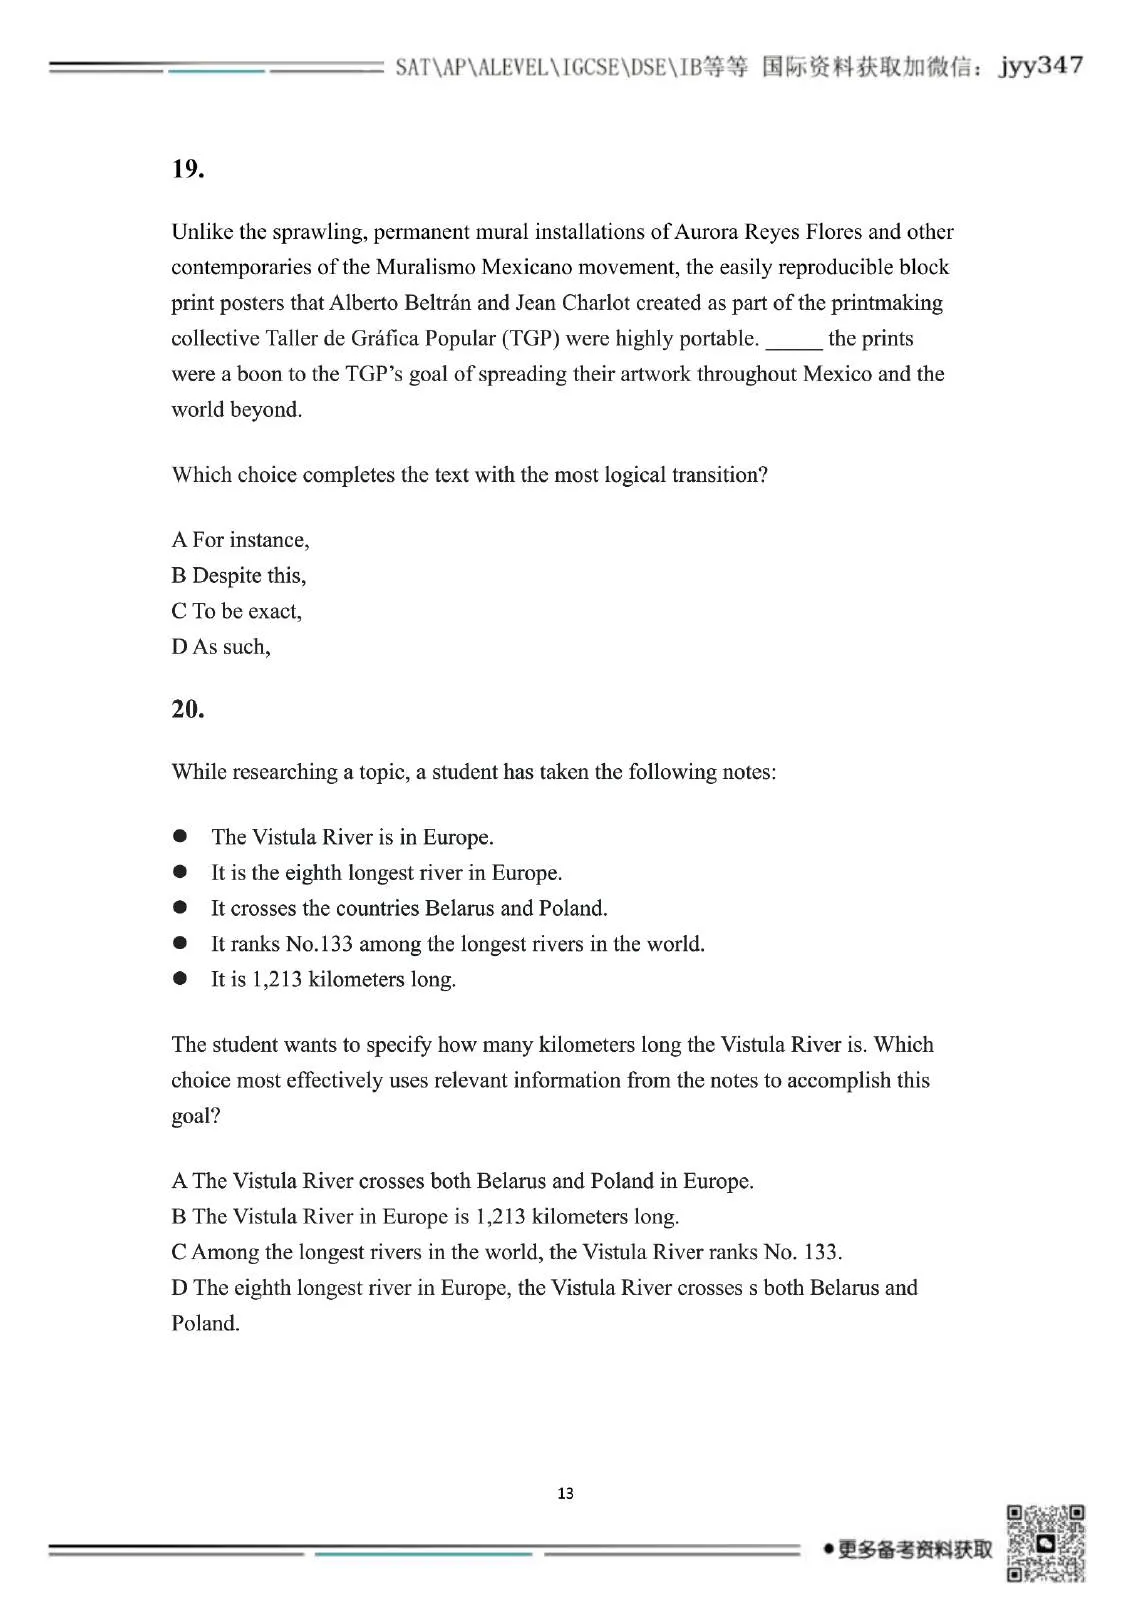 SAT\AP\ALEVEL\IGCSE\DSE\IB等等 国际资料获取加微信：jyy347
19.
Unlike the sprawling, permanent mural installations of Aurora Reyes Flores and other
contemporaries of the Muralismo Mexicano movement, the easily reproducible block
print posters that Alberto Beltrán and Jean Charlot created as part of the printmaking
collective Taller de Gráfica Popular (TGP) were highly portable. _____ the prints
were a boon to the TGP’s goal of spreading their artwork throughout Mexico and the
world beyond.
Which choice completes the text with the most logical transition?
A For instance,
B Despite this,
C To be exact,
D As such,
20.
While researching a topic, a student has taken the following notes:
● The Vistula River is in Europe.
● It is the eighth longest river in Europe.
● It crosses the countries Belarus and Poland.
● It ranks No.133 among the longest rivers in the world.
● It is 1,213 kilometers long.
The student wants to specify how many kilometers long the Vistula River is. Which
choice most effectively uses relevant information from the notes to accomplish this
goal?
A The Vistula River crosses both Belarus and Poland in Europe.
B The Vistula River in Europe is 1,213 kilometers long.
C Among the longest rivers in the world, the Vistula River ranks No. 133.
D The eighth longest river in Europe, the Vistula River crosses s both Belarus and
Poland.
13
●更多备考资料获取